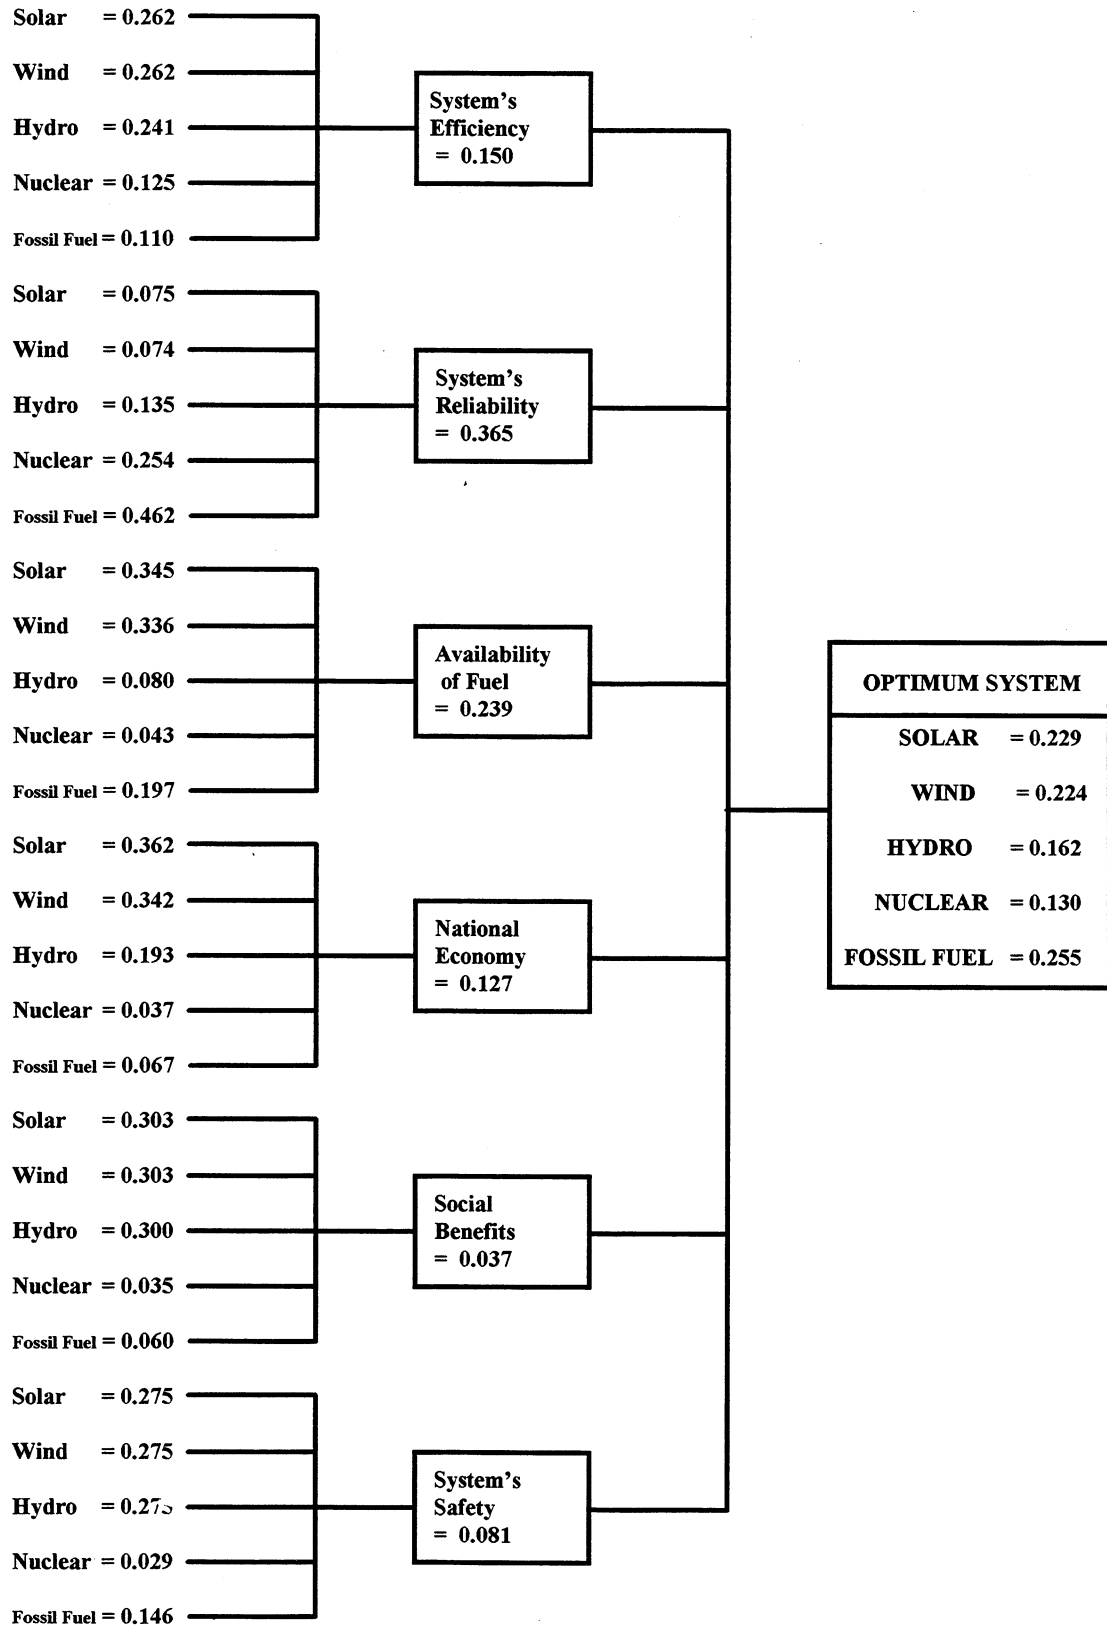 Solar = 0.262
Wind = 0.262
Hydro = 0.241
Nuclear = 0.125
Fossil Fuel = 0.110
System's
Efficiency
= 0.150
Solar = 0.075
Wind = 0.074
Hydro = 0.135
Nuclear = 0.254
Fossil Fuel = 0.462
System's
Reliability
= 0.365
Solar = 0.345
Wind = 0.336
Hydro = 0.080
Nuclear = 0.043
Fossil Fuel = 0.197
Availability
of Fuel
= 0.239
Solar = 0.362
Wind = 0.342
Hydro = 0.193
Nuclear = 0.037
Fossil Fuel = 0.067
National
Economy
= 0.127
Solar = 0.303
Wind = 0.303
Hydro = 0.300
Nuclear = 0.035
Fossil Fuel = 0.060
Social
Benefits
= 0.037
Solar = 0.275
Wind = 0.275
Hydro =
Nuclear = 0.029
Fossil Fuel = 0.146
System's
Safety
= 0.081
OPTIMUM SYSTEM
SOLAR = 0.229
WIND = 0.224
HYDRO = 0.162
NUCLEAR = 0.130
FOSSIL FUEL = 0.255